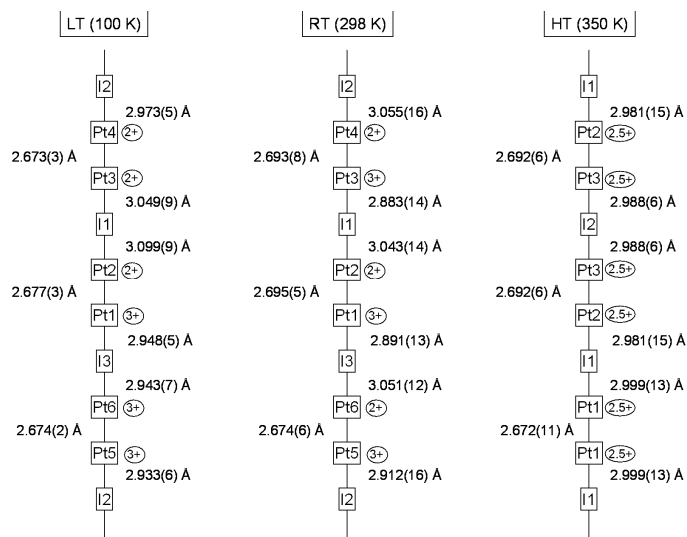 LT (100 K)
I2
2.973(5) Å
Pt4 2+
2.673(3) Å
Pt3 2+
3.049(9) Å
I1
3.099(9) Å
Pt2 2+
2.677(3) Å
Pt1 3+
2.948(5) Å
I3
2.943(7) Å
Pt6 3+
2.674(2) Å
Pt5 3+
2.933(6) Å
I2
RT (298 K)
I2
3.055(16) Å
Pt4 2+
2.693(8) Å
Pt3 3+
2.883(14) Å
I1
3.043(14) Å
Pt2 2+
2.695(5) Å
Pt1 3+
2.891(13) Å
I3
3.051(12) Å
Pt6 2+
2.674(6) Å
Pt5 3+
2.912(16) Å
I2
HT (350 K)
I1
2.981(15) Å
Pt2 2.5+
2.692(6) Å
Pt3 2.5+
2.988(6) Å
I2
2.988(6) Å
Pt3 2.5+
2.692(6) Å
Pt2 2.5+
2.981(15) Å
I1
2.999(13) Å
Pt1 2.5+
2.672(11) Å
Pt1 2.5+
2.999(13) Å
I1